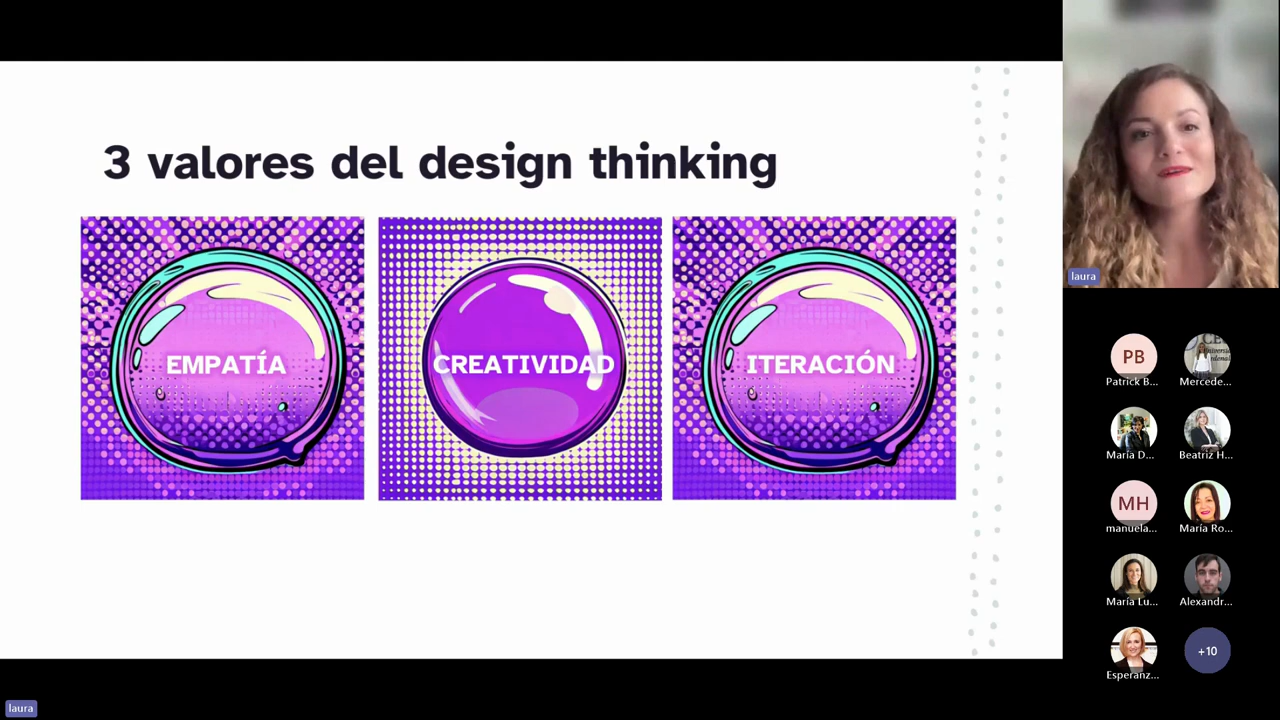 3 valores del design thinking
EMPATÍA
CREATIVIDAD
ITERACIÓN
laura
PB
Patrick B...
Mercede...
María D...
Beatriz H...
MH
manuela...
María Ro...
María Lu...
Alexandr...
Esperanz...
+10
laura